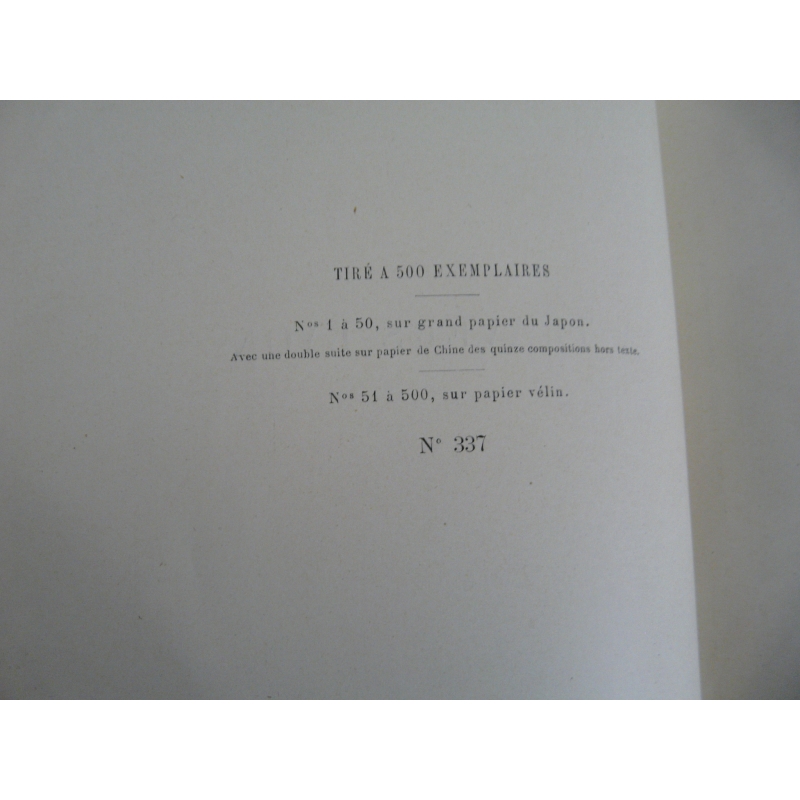 TIRÉ A 500 EXEMPLAIRES
Nos 1 à 50, sur grand papier du Japon.
Avec une double suite sur papier de Chine des quinze compositions hors texte.
Nos 51 à 500, sur papier vélin.
N° 337